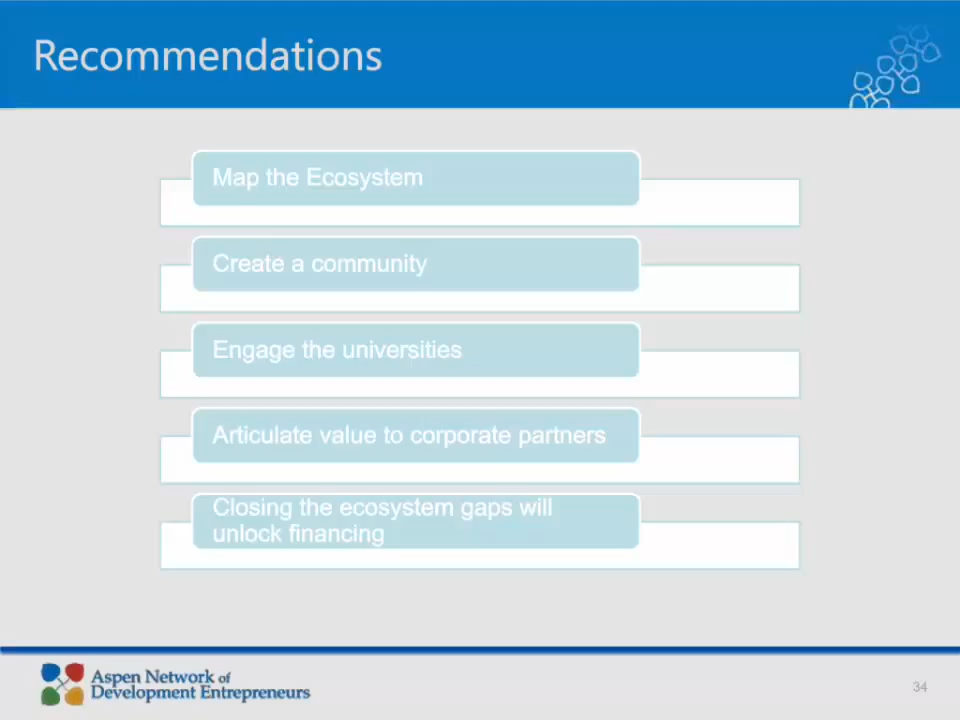 Recommendations
Map the Ecosystem
Create a community
Engage the universities
Articulate value to corporate partners
Closing the ecosystem gaps will
unlock financing
Aspen Network of
Development Entrepreneurs
34